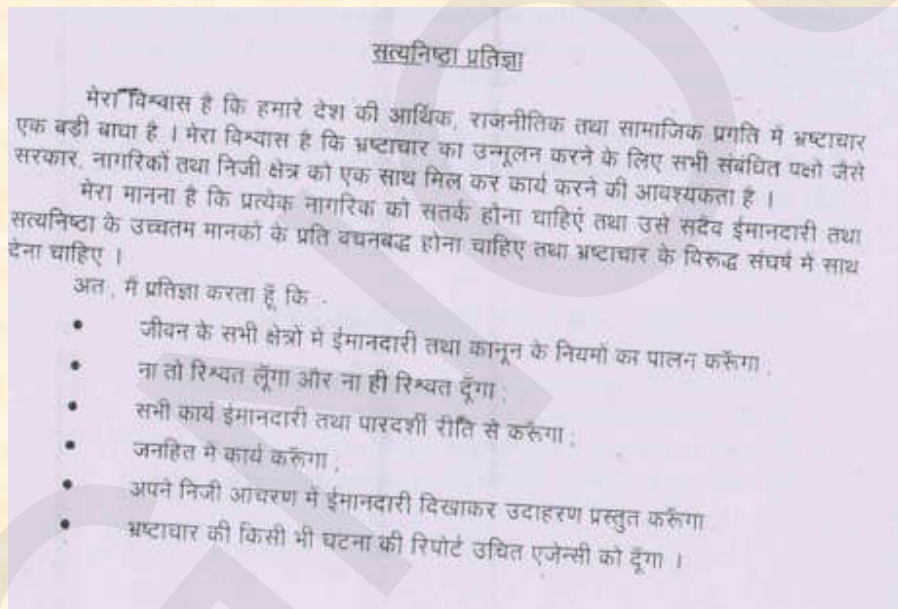 सत्यनिष्ठा प्रतिज्ञा
मेरा विश्वास है कि हमारे देश की आर्थिक, राजनीतिक तथा सामाजिक प्रगति में भ्रष्टाचार
एक बड़ी बाधा है । मेरा विश्वास है कि भ्रष्टाचार का उन्मूलन करने के लिए सभी संबंधित पक्षों जैसे
सरकार, नागरिकों तथा निजी क्षेत्र को एक साथ मिल कर कार्य करने की आवश्यकता है ।
मेरा मानना है कि प्रत्येक नागरिक को सतर्क होना चाहिए तथा उसे सदैव ईमानदारी तथा
सत्यनिष्ठा के उच्चतम मानकों के प्रति वचनबद्ध होना चाहिए तथा भ्रष्टाचार के विरूद्ध संघर्ष में साथ
देना चाहिए ।
अत:, मैं प्रतिज्ञा करता हूँ कि :-
• जीवन के सभी क्षेत्रों में ईमानदारी तथा कानून के नियमों का पालन करूँगा ;
• ना तो रिश्वत लूँगा और ना ही रिश्वत दूँगा ;
• सभी कार्य ईमानदारी तथा पारदर्शी रीति से करूँगा ;
• जनहित में कार्य करूँगा ;
• अपने निजी आचरण में ईमानदारी दिखाकर उदाहरण प्रस्तुत करूँगा
• भ्रष्टाचार की किसी भी घटना की रिपोर्ट उचित एजेन्सी को दूँगा ।